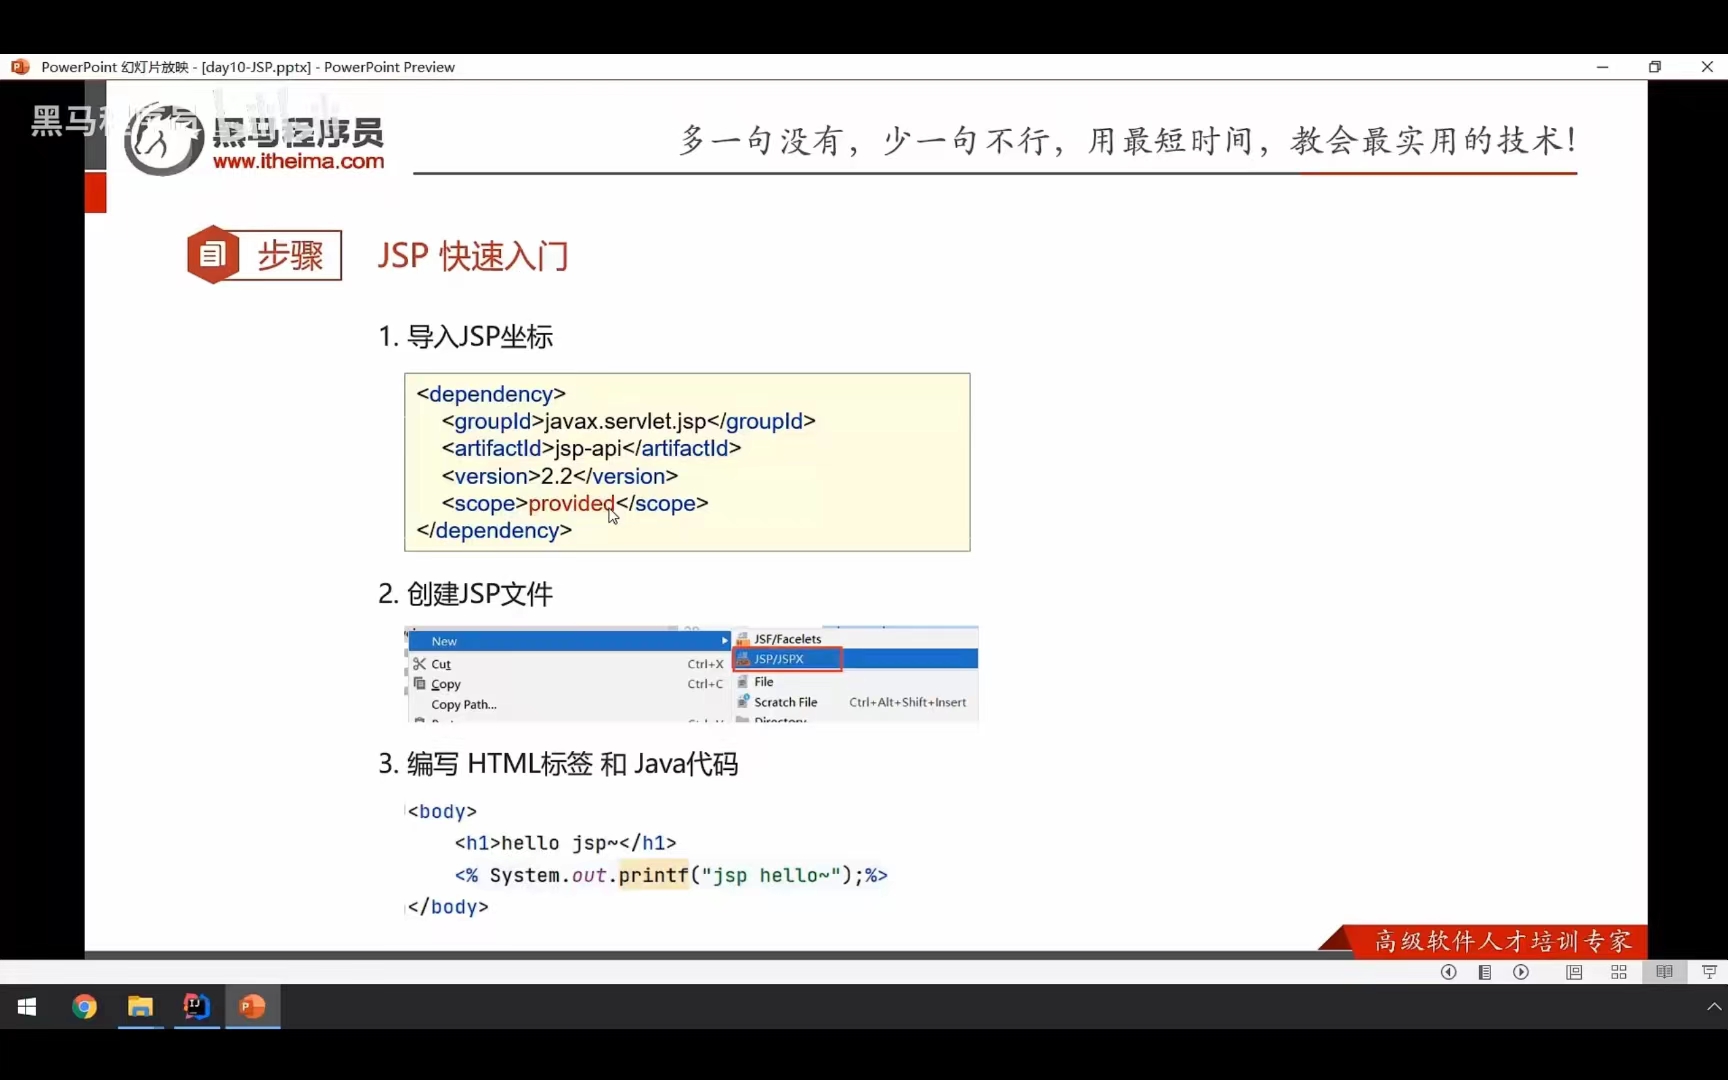 PowerPoint 幻灯片放映 - [day10-JSP.pptx] - PowerPoint Preview
黑马程序员
www.itheima.com
多一句没有，少一句不行，用最短时间，教会最实用的技术！
步骤
JSP 快速入门
1. 导入JSP坐标
<dependency>
<groupId>javax.servlet.jsp</groupId>
<artifactId>jsp-api</artifactId>
<version>2.2</version>
<scope>provided</scope>
</dependency>
2. 创建JSP文件
New
Cut Ctrl+X
Copy Ctrl+C
Copy Path...
JSF/Facelets
JSP/JSPX
File
Scratch File Ctrl+Alt+Shift+Insert
Directory
3. 编写 HTML标签 和 Java代码
<body>
<h1>hello jsp~</h1>
<% System.out.printf("jsp hello~");%>
</body>
高级软件人才培训专家